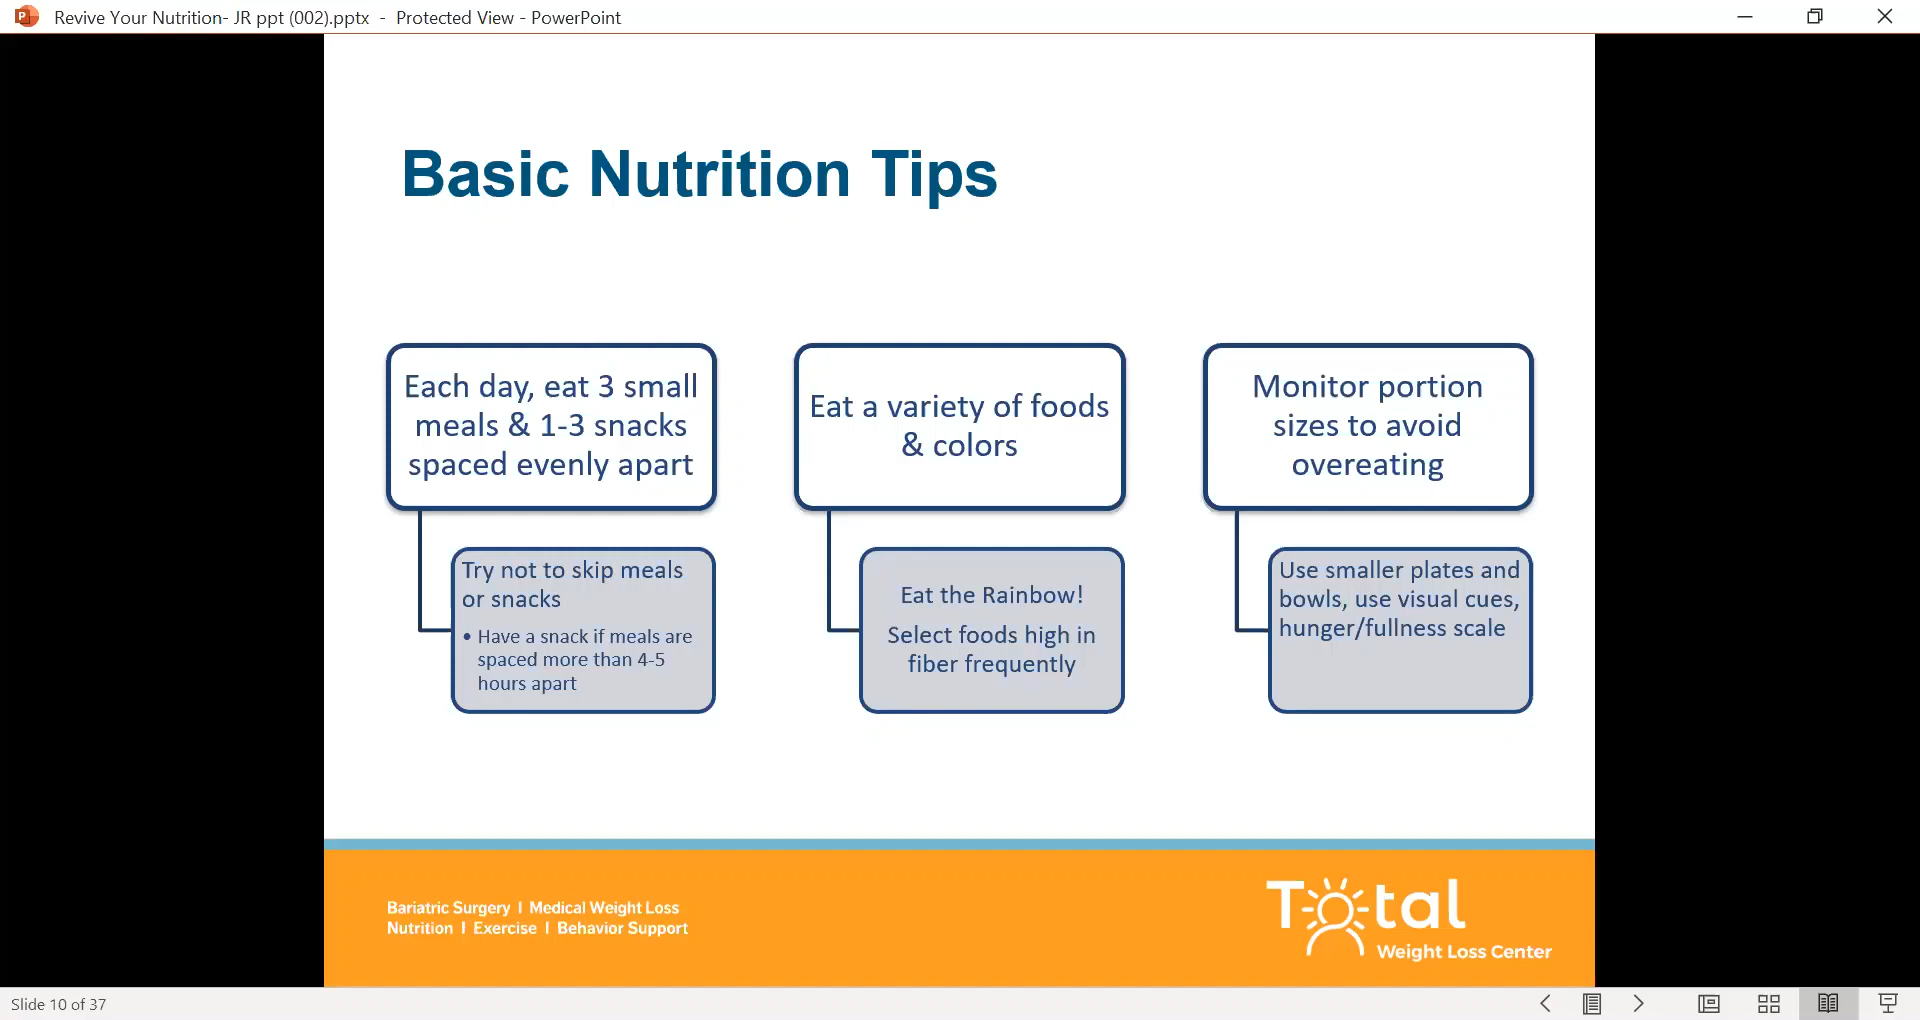 Revive Your Nutrition- JR ppt (002).pptx  -  Protected View - PowerPoint
Basic Nutrition Tips
Each day, eat 3 small
meals & 1-3 snacks
spaced evenly apart
Try not to skip meals
or snacks
• Have a snack if meals are
spaced more than 4-5
hours apart
Eat a variety of foods
& colors
Eat the Rainbow!
Select foods high in
fiber frequently
Monitor portion
sizes to avoid
overeating
Use smaller plates and
bowls, use visual cues,
hunger/fullness scale
Bariatric Surgery | Medical Weight Loss
Nutrition | Exercise | Behavior Support
Total
Weight Loss Center
Slide 10 of 37